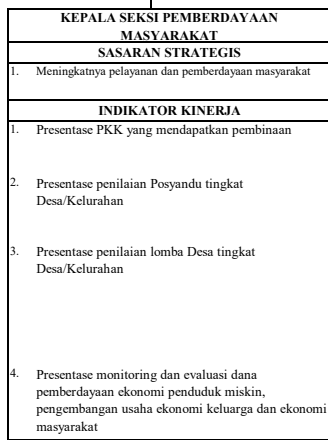 KEPALA SEKSI PEMBERDAYAAN
MASYARAKAT
SASARAN STRATEGIS
1. Meningkatnya pelayanan dan pemberdayaan masyarakat
INDIKATOR KINERJA
1. Presentase PKK yang mendapatkan pembinaan
2. Presentase penilaian Posyandu tingkat
Desa/Kelurahan
3. Presentase penilaian lomba Desa tingkat
Desa/Kelurahan
4. Presentase monitoring dan evaluasi dana
pemberdayaan ekonomi penduduk miskin,
pengembangan usaha ekonomi keluarga dan ekonomi
masyarakat